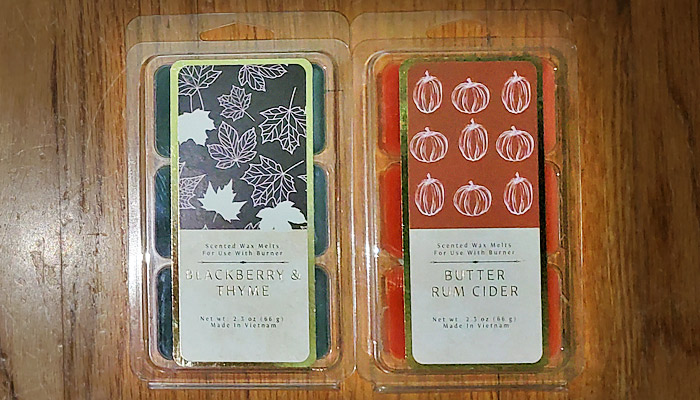 Scented Wax Melts
For Use With Burner
BLACKBERRY &
THYME
Net wt. 2.3 oz (66 g)
Made In Vietnam
Scented Wax Melts
For Use With Burner
BUTTER
RUM CIDER
Net wt. 2.3 oz (66 g)
Made In Vietnam